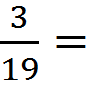 3/19 =